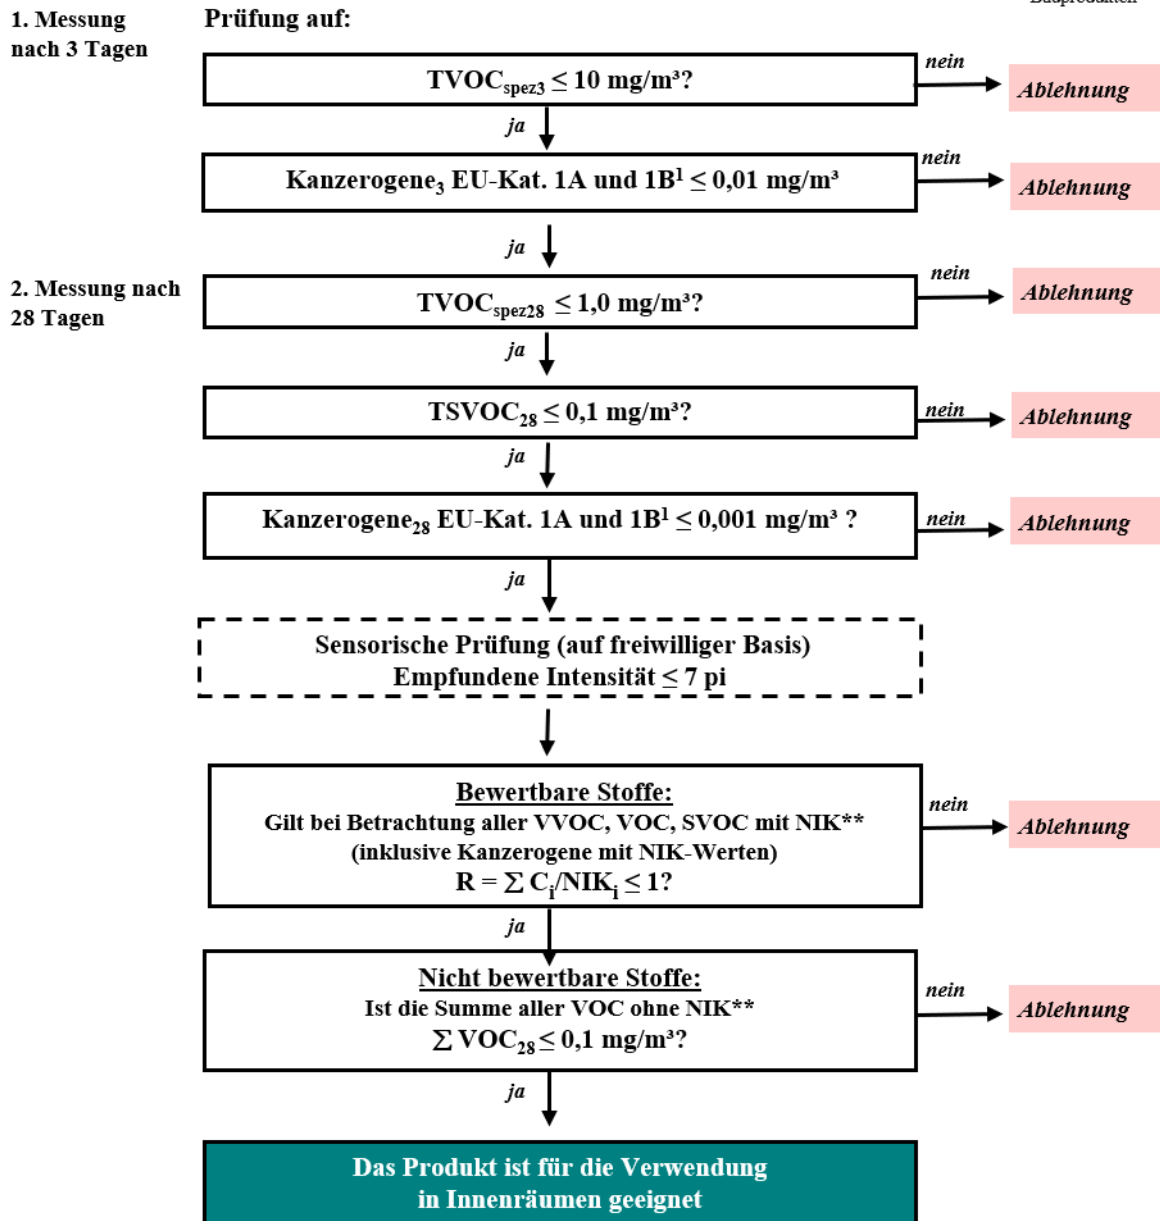 Bauprodukten
1. Messung
nach 3 Tagen
Prüfung auf:
TVOCspez3 ≤ 10 mg/m³?
nein
Ablehnung
ja
Kanzerogene3 EU-Kat. 1A und 1B¹ ≤ 0,01 mg/m³
nein
Ablehnung
ja
2. Messung nach
28 Tagen
TVOCspez28 ≤ 1,0 mg/m³?
nein
Ablehnung
ja
TSVOC28 ≤ 0,1 mg/m³?
nein
Ablehnung
ja
Kanzerogene28 EU-Kat. 1A und 1B¹ ≤ 0,001 mg/m³ ?
nein
Ablehnung
ja
Sensorische Prüfung (auf freiwilliger Basis)
Empfundene Intensität ≤ 7 pi
Bewertbare Stoffe:
Gilt bei Betrachtung aller VVOC, VOC, SVOC mit NIK**
(inklusive Kanzerogene mit NIK-Werten)
R = ∑ Ci/NIKi ≤ 1?
nein
Ablehnung
ja
Nicht bewertbare Stoffe:
Ist die Summe aller VOC ohne NIK**
∑ VOC28 ≤ 0,1 mg/m³?
nein
Ablehnung
ja
Das Produkt ist für die Verwendung
in Innenräumen geeignet